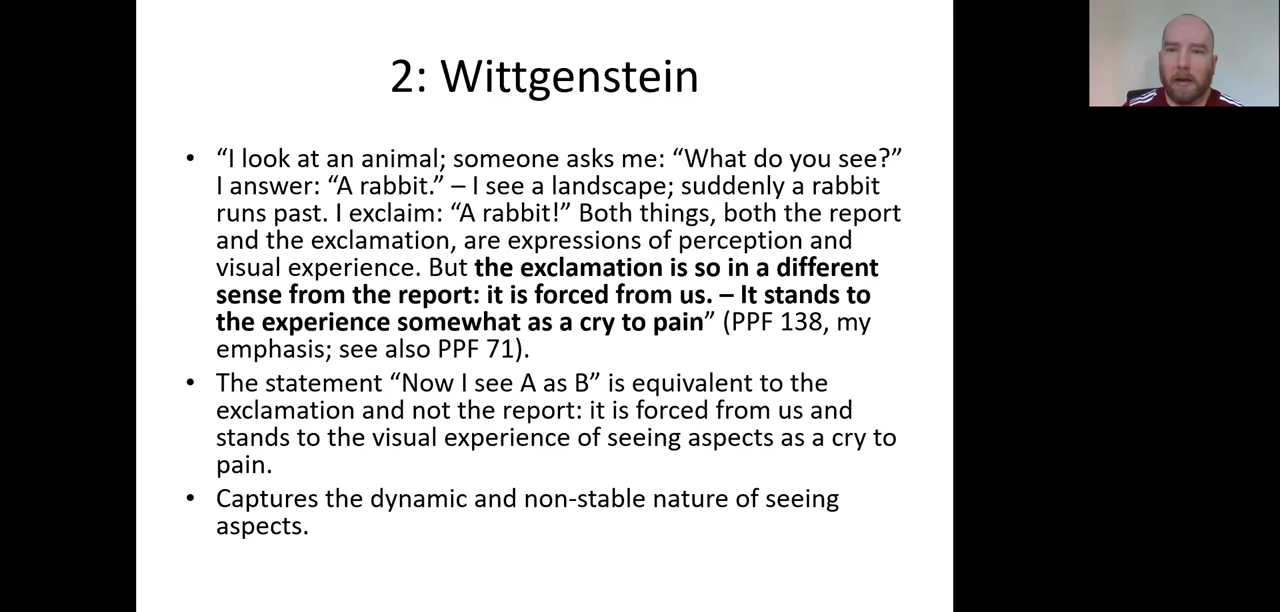 2: Wittgenstein
• “I look at an animal; someone asks me: “What do you see?”
I answer: “A rabbit.” – I see a landscape; suddenly a rabbit
runs past. I exclaim: “A rabbit!” Both things, both the report
and the exclamation, are expressions of perception and
visual experience. But the exclamation is so in a different
sense from the report: it is forced from us. – It stands to
the experience somewhat as a cry to pain” (PPF 138, my
emphasis; see also PPF 71).
• The statement “Now I see A as B” is equivalent to the
exclamation and not the report: it is forced from us and
stands to the visual experience of seeing aspects as a cry to
pain.
• Captures the dynamic and non-stable nature of seeing
aspects.